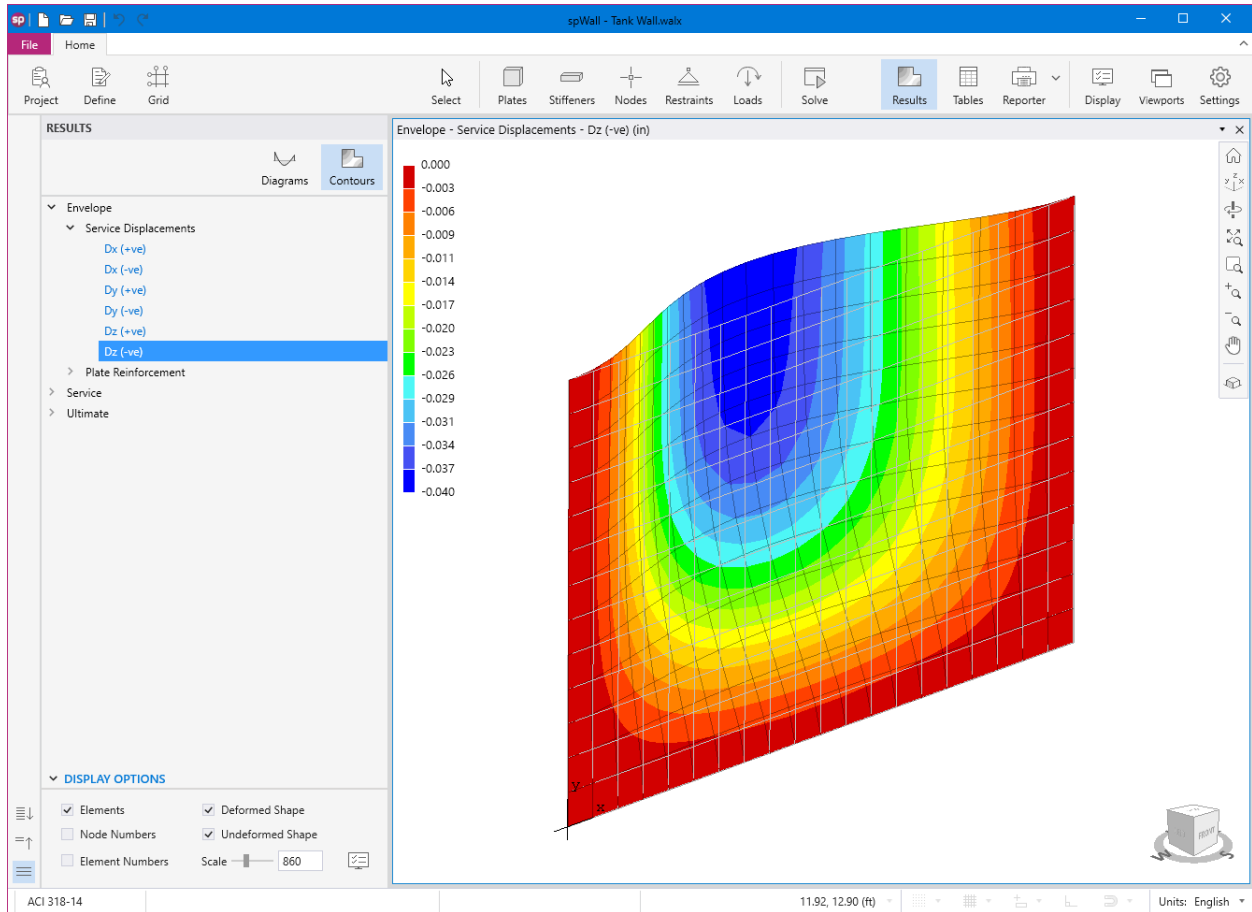 sp spWall - Tank Wall.walx
File Home
Project Define Grid Select Plates Stiffeners Nodes Restraints Loads Solve Results Tables Reporter Display Viewports Settings
RESULTS
Diagrams Contours
Envelope
Service Displacements
Dx (+ve)
Dx (-ve)
Dy (+ve)
Dy (-ve)
Dz (+ve)
Dz (-ve)
Plate Reinforcement
Service
Ultimate
DISPLAY OPTIONS
Elements Deformed Shape
Node Numbers Undeformed Shape
Element Numbers Scale 860
Envelope - Service Displacements - Dz (-ve) (in)
0.000
-0.003
-0.006
-0.009
-0.011
-0.014
-0.017
-0.020
-0.023
-0.026
-0.029
-0.031
-0.034
-0.037
-0.040
y
x
y z x
FRONT
W S
ACI 318-14 11.92, 12.90 (ft) Units: English